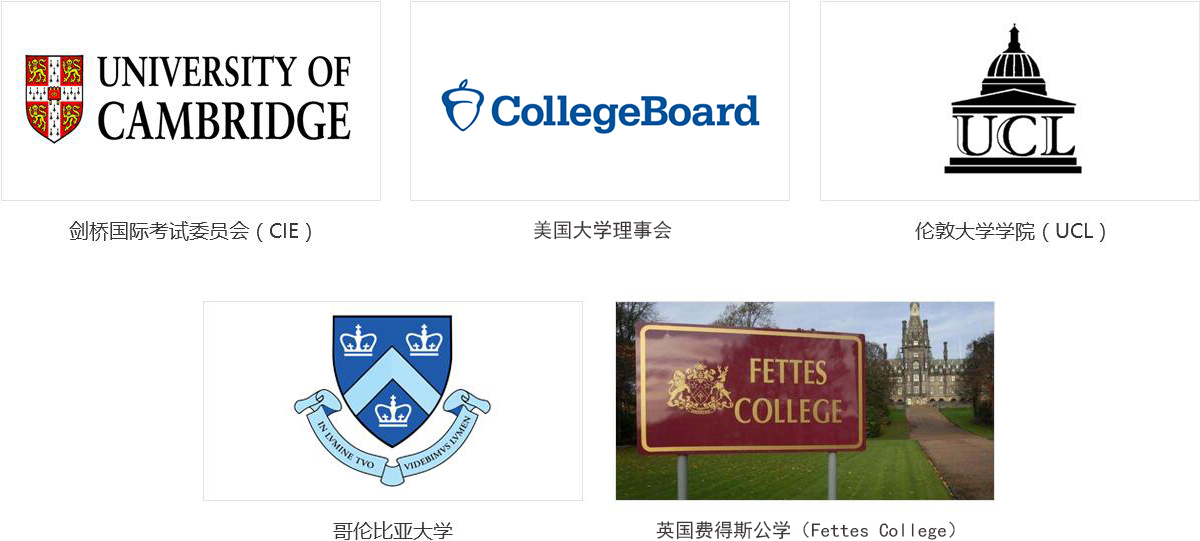 UNIVERSITY OF
CAMBRIDGE
CollegeBoard
UCL
剑桥国际考试委员会（CIE）
美国大学理事会
伦敦大学学院（UCL）
IN LVMINE TVO VIDEBIMVS LVMEN
FETTES
COLLEGE
哥伦比亚大学
英国费得斯公学（Fettes College）